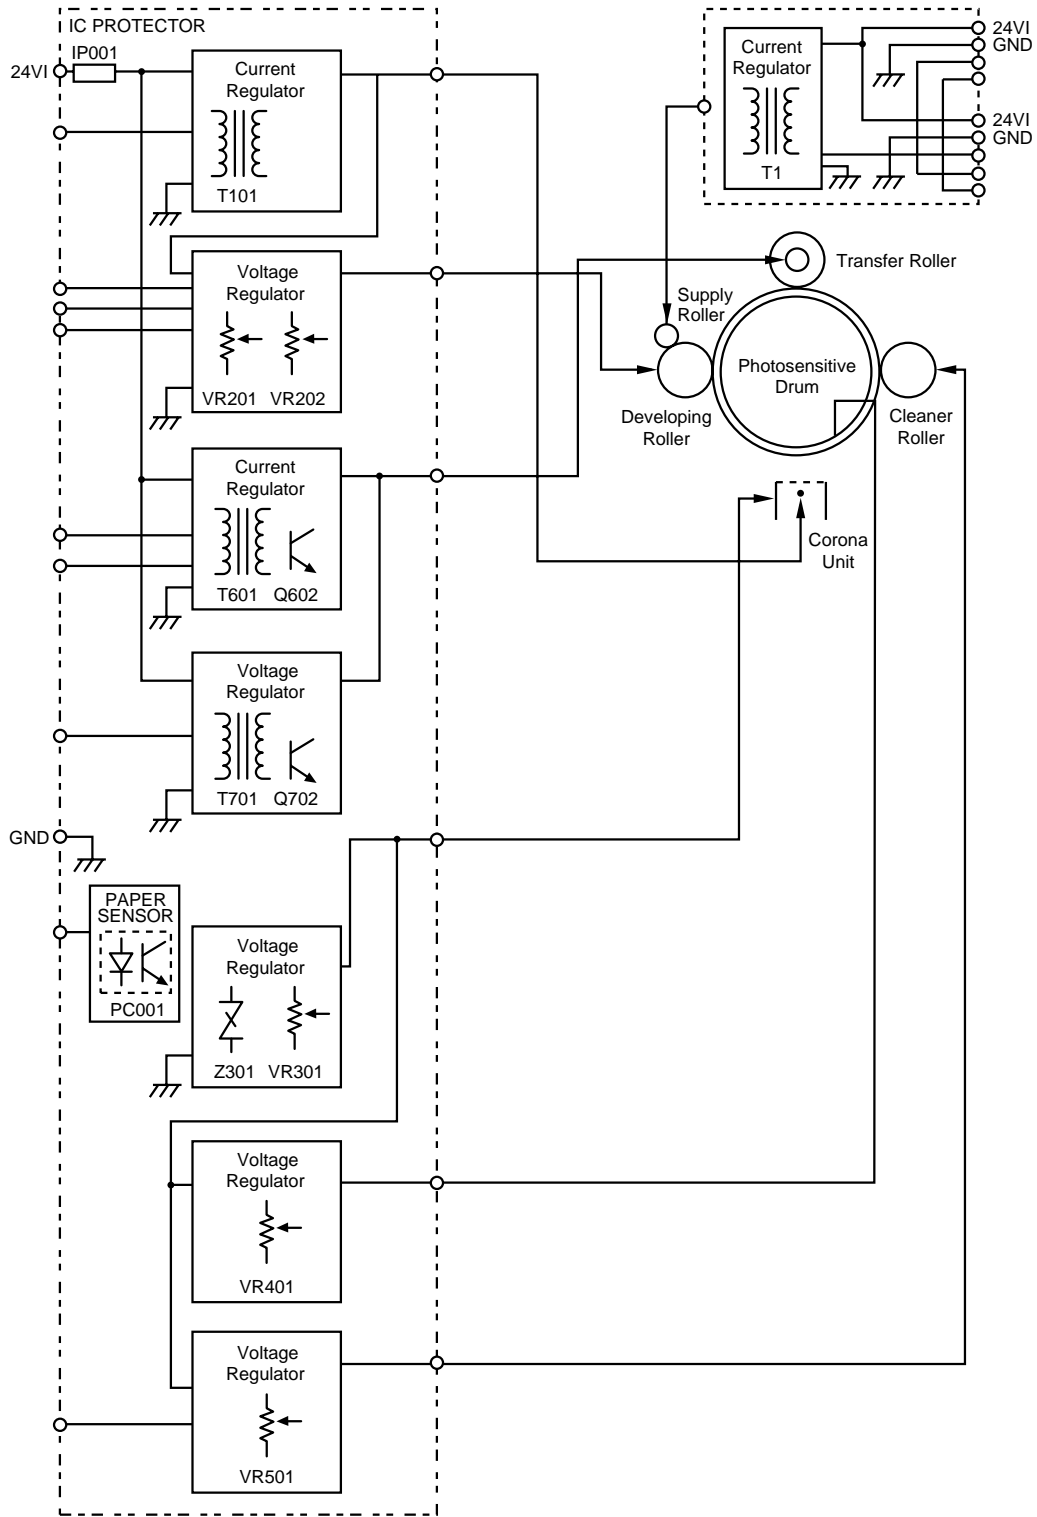 IC PROTECTOR
IP001
24VI
Current
Regulator
T101
Voltage
Regulator
VR201 VR202
Current
Regulator
T601 Q602
Voltage
Regulator
T701 Q702
GND
PAPER
SENSOR
PC001
Voltage
Regulator
Z301 VR301
Voltage
Regulator
VR401
Voltage
Regulator
VR501
Current
Regulator
T1
24VI
GND
24VI
GND
Transfer Roller
Supply
Roller
Photosensitive
Drum
Developing
Roller
Cleaner
Roller
Corona
Unit